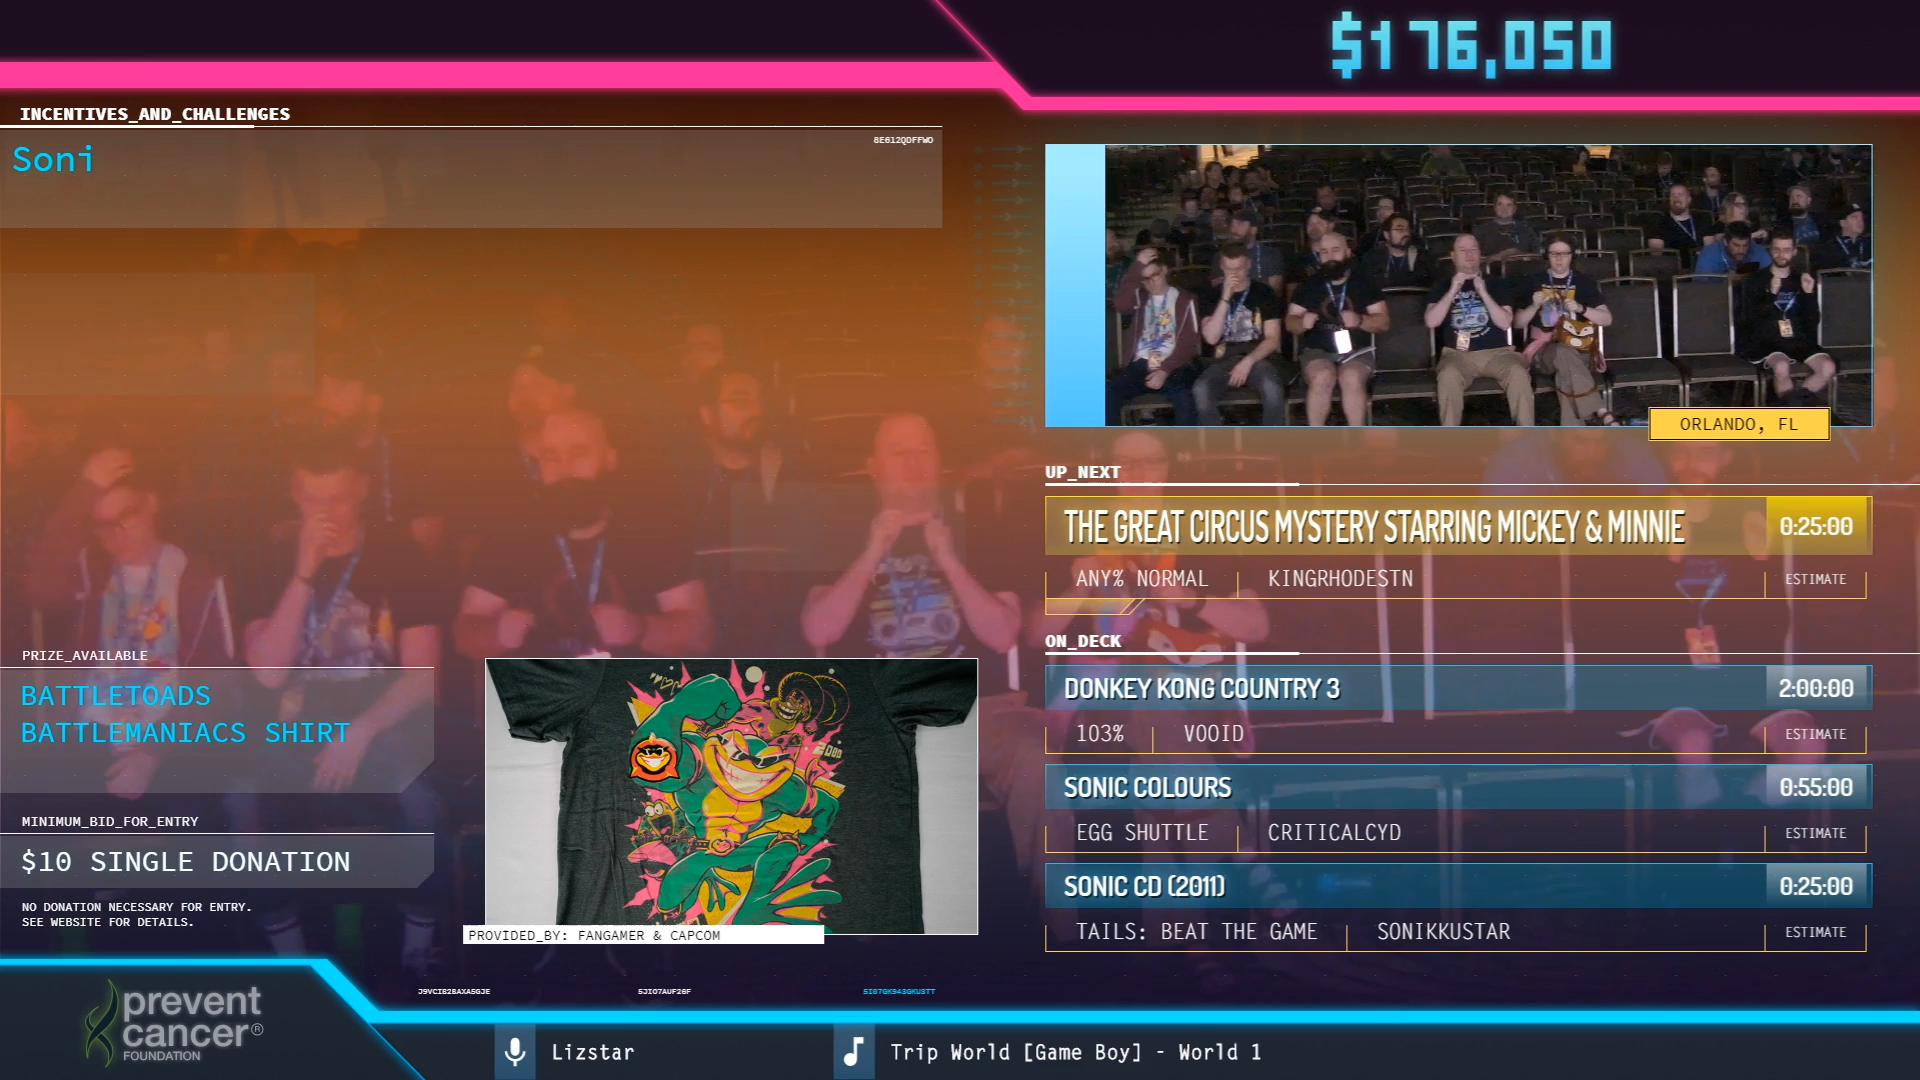 $176,050
INCENTIVES_AND_CHALLENGES
8E612QDFFWO
Soni
ORLANDO, FL
UP_NEXT
THE GREAT CIRCUS MYSTERY STARRING MICKEY & MINNIE
0:25:00
ANY% NORMAL
KINGRHODESTN
ESTIMATE
ON_DECK
DONKEY KONG COUNTRY 3
2:00:00
103%
VOOID
ESTIMATE
SONIC COLOURS
0:55:00
EGG SHUTTLE
CRITICALCYD
ESTIMATE
SONIC CD (2011)
0:25:00
TAILS: BEAT THE GAME
SONIKKUSTAR
ESTIMATE
PRIZE_AVAILABLE
BATTLETOADS
BATTLEMANIACS SHIRT
MINIMUM_BID_FOR_ENTRY
$10 SINGLE DONATION
NO DONATION NECESSARY FOR ENTRY.
SEE WEBSITE FOR DETAILS.
PROVIDED_BY: FANGAMER & CAPCOM
prevent
cancer®
FOUNDATION
Lizstar
Trip World [Game Boy] - World 1